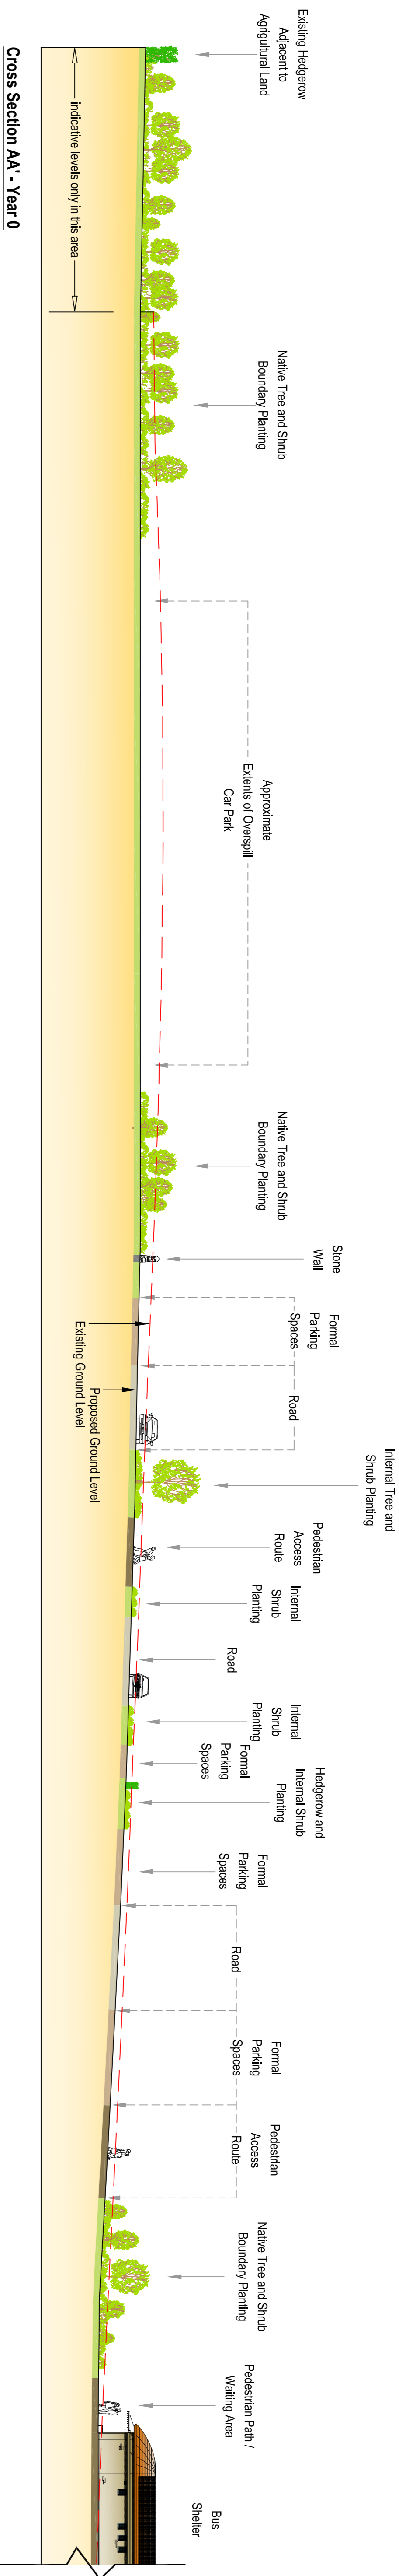 Existing Hedgerow
Adjacent to
Agrigultural Land
Native Tree and Shrub
Boundary Planting
Approximate
Extents of Overspill
Car Park
Native Tree and Shrub
Boundary Planting
Stone
Wall
Formal
Parking
Spaces
Road
Internal Tree and
Shrub Planting
Pedestrian
Access
Route
Internal
Shrub
Planting
Road
Internal
Shrub
Planting
Formal
Parking
Spaces
Hedgerow and
Internal Shrub
Planting
Formal
Parking
Spaces
Road
Formal
Parking
Spaces
Pedestrian
Access
Route
Native Tree and Shrub
Boundary Planting
Pedestrian Path /
Waiting Area
Bus
Shelter
indicative levels only in this area
Proposed Ground Level
Existing Ground Level
Cross Section AA' - Year 0